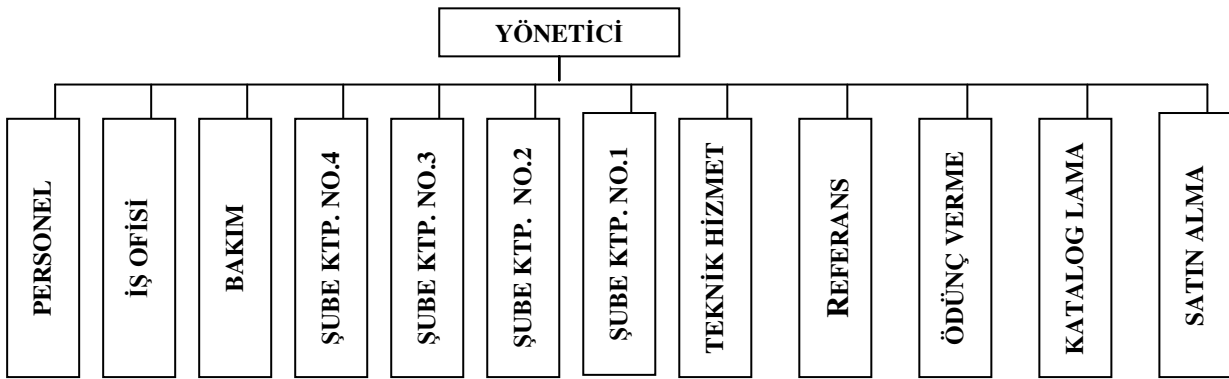 YÖNETİCİ
PERSONEL
İŞ OFİSİ
BAKIM
ŞUBE KTP. NO.4
ŞUBE KTP. NO.3
ŞUBE KTP. NO.2
ŞUBE KTP. NO.1
TEKNİK HİZMET
REFERANS
ÖDÜNÇ VERME
KATALOG LAMA
SATIN ALMA